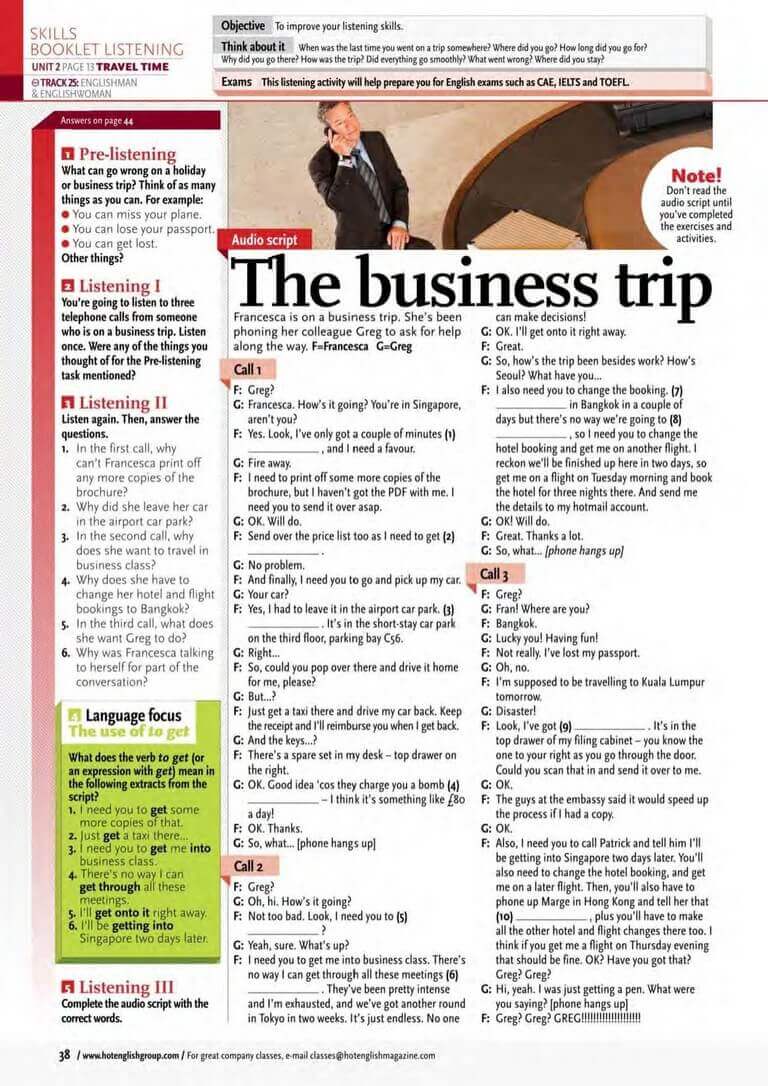 SKILLS
BOOKLET LISTENING
UNIT 2 PAGE 13 TRAVEL TIME
TRACK 25: ENGLISHMAN
& ENGLISHWOMAN
Objective To improve your listening skills.
Think about it When was the last time you went on a trip somewhere? Where did you go? How long did you go for?
Why did you go there? How was the trip? Did everything go smoothly? What went wrong? Where did you stay?
Exams This listening activity will help prepare you for English exams such as CAE, IELTS and TOEFL.
Answers on page 44
1 Pre-listening
What can go wrong on a holiday
or business trip? Think of as many
things as you can. For example:
● You can miss your plane.
● You can lose your passport.
● You can get lost.
Other things?
2 Listening I
You're going to listen to three
telephone calls from someone
who is on a business trip. Listen
once. Were any of the things you
thought of for the Pre-listening
task mentioned?
3 Listening II
Listen again. Then, answer the
questions.
1. In the first call, why
can't Francesca print off
any more copies of the
brochure?
2. Why did she leave her car
in the airport car park?
3. In the second call, why
does she want to travel in
business class?
4. Why does she have to
change her hotel and flight
bookings to Bangkok?
5. In the third call, what does
she want Greg to do?
6. Why was Francesca talking
to herself for part of the
conversation?
4 Language focus
The use of to get
What does the verb to get (or
an expression with get) mean in
the following extracts from the
script?
1. I need you to get some
more copies of that.
2. Just get a taxi there...
3. I need you to get me into
business class.
4. There's no way I can
get through all these
meetings.
5. I'll get onto it right away.
6. I'll be getting into
Singapore two days later.
5 Listening III
Complete the audio script with the
correct words.
Note!
Don't read the
audio script until
you've completed
the exercises and
activities.
Audio script
The business trip
Francesca is on a business trip. She's been
phoning her colleague Greg to ask for help
along the way. F=Francesca G=Greg
Call 1
F: Greg?
G: Francesca. How's it going? You're in Singapore,
aren't you?
F: Yes. Look, I've only got a couple of minutes (1)
____________, and I need a favour.
G: Fire away.
F: I need to print off some more copies of the
brochure, but I haven't got the PDF with me. I
need you to send it over asap.
G: OK. Will do.
F: Send over the price list too as I need to get (2)
____________.
G: No problem.
F: And finally, I need you to go and pick up my car.
G: Your car?
F: Yes, I had to leave it in the airport car park. (3)
____________. It's in the short-stay car park
on the third floor, parking bay C56.
G: Right...
F: So, could you pop over there and drive it home
for me, please?
G: But...?
F: Just get a taxi there and drive my car back. Keep
the receipt and I'll reimburse you when I get back.
G: And the keys...?
F: There's a spare set in my desk – top drawer on
the right.
G: OK. Good idea 'cos they charge you a bomb (4)
____________ – I think it's something like £80
a day!
F: OK. Thanks.
G: So, what... [phone hangs up]
Call 2
F: Greg?
G: Oh, hi. How's it going?
F: Not too bad. Look, I need you to (5)
____________?
G: Yeah, sure. What's up?
F: I need you to get me into business class. There's
no way I can get through all these meetings (6)
____________. They've been pretty intense
and I'm exhausted, and we've got another round
in Tokyo in two weeks. It's just endless. No one
can make decisions!
G: OK. I'll get onto it right away.
F: Great.
G: So, how's the trip been besides work? How's
Seoul? What have you...
F: I also need you to change the booking. (7)
____________ in Bangkok in a couple of
days but there's no way we're going to (8)
____________, so I need you to change the
hotel booking and get me on another flight. I
reckon we'll be finished up here in two days, so
get me on a flight on Tuesday morning and book
the hotel for three nights there. And send me
the details to my hotmail account.
G: OK! Will do.
F: Great. Thanks a lot.
G: So, what... [phone hangs up]
Call 3
F: Greg?
G: Fran! Where are you?
F: Bangkok.
G: Lucky you! Having fun!
F: Not really. I've lost my passport.
G: Oh, no.
F: I'm supposed to be travelling to Kuala Lumpur
tomorrow.
G: Disaster!
F: Look, I've got (9) ____________. It's in the
top drawer of my filing cabinet – you know the
one to your right as you go through the door.
Could you scan that in and send it over to me.
G: OK.
F: The guys at the embassy said it would speed up
the process if I had a copy.
G: OK.
F: Also, I need you to call Patrick and tell him I'll
be getting into Singapore two days later. You'll
also need to change the hotel booking, and get
me on a later flight. Then, you'll also have to
phone up Marge in Hong Kong and tell her that
(10) ____________, plus you'll have to make
all the other hotel and flight changes there too. I
think if you get me a flight on Thursday evening
that should be fine. OK? Have you got that?
Greg? Greg?
G: Hi, yeah. I was just getting a pen. What were
you saying? [phone hangs up]
F: Greg? Greg? GREG!!!!!!!!!!!!!!!!!!!!
38 / www.hotenglishgroup.com / For great company classes, e-mail classes@hotenglishmagazine.com